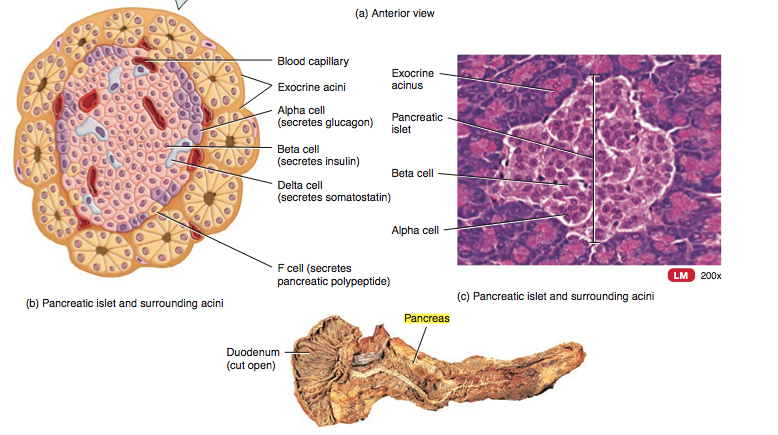 (a) Anterior view
Blood capillary
Exocrine acini
Alpha cell
(secretes glucagon)
Beta cell
(secretes insulin)
Delta cell
(secretes somatostatin)
F cell (secretes
pancreatic polypeptide)
(b) Pancreatic islet and surrounding acini
Exocrine
acinus
Pancreatic
islet
Beta cell
Alpha cell
LM 200x
(c) Pancreatic islet and surrounding acini
Pancreas
Duodenum
(cut open)